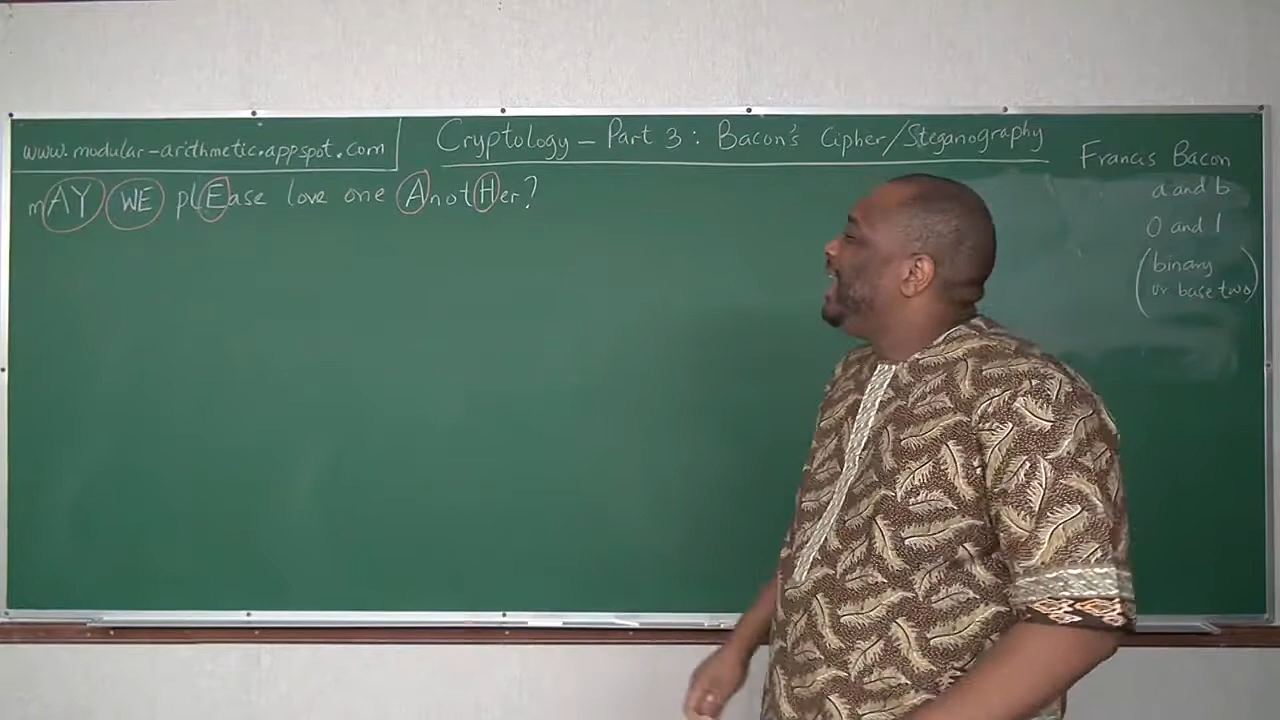 www.modular-arithmetic.appspot.com
Cryptology - Part 3: Bacon's Cipher/Steganography
mAY WE plEase love one AnotHer?
Francis Bacon
a and b
0 and 1
(binary
or base two)